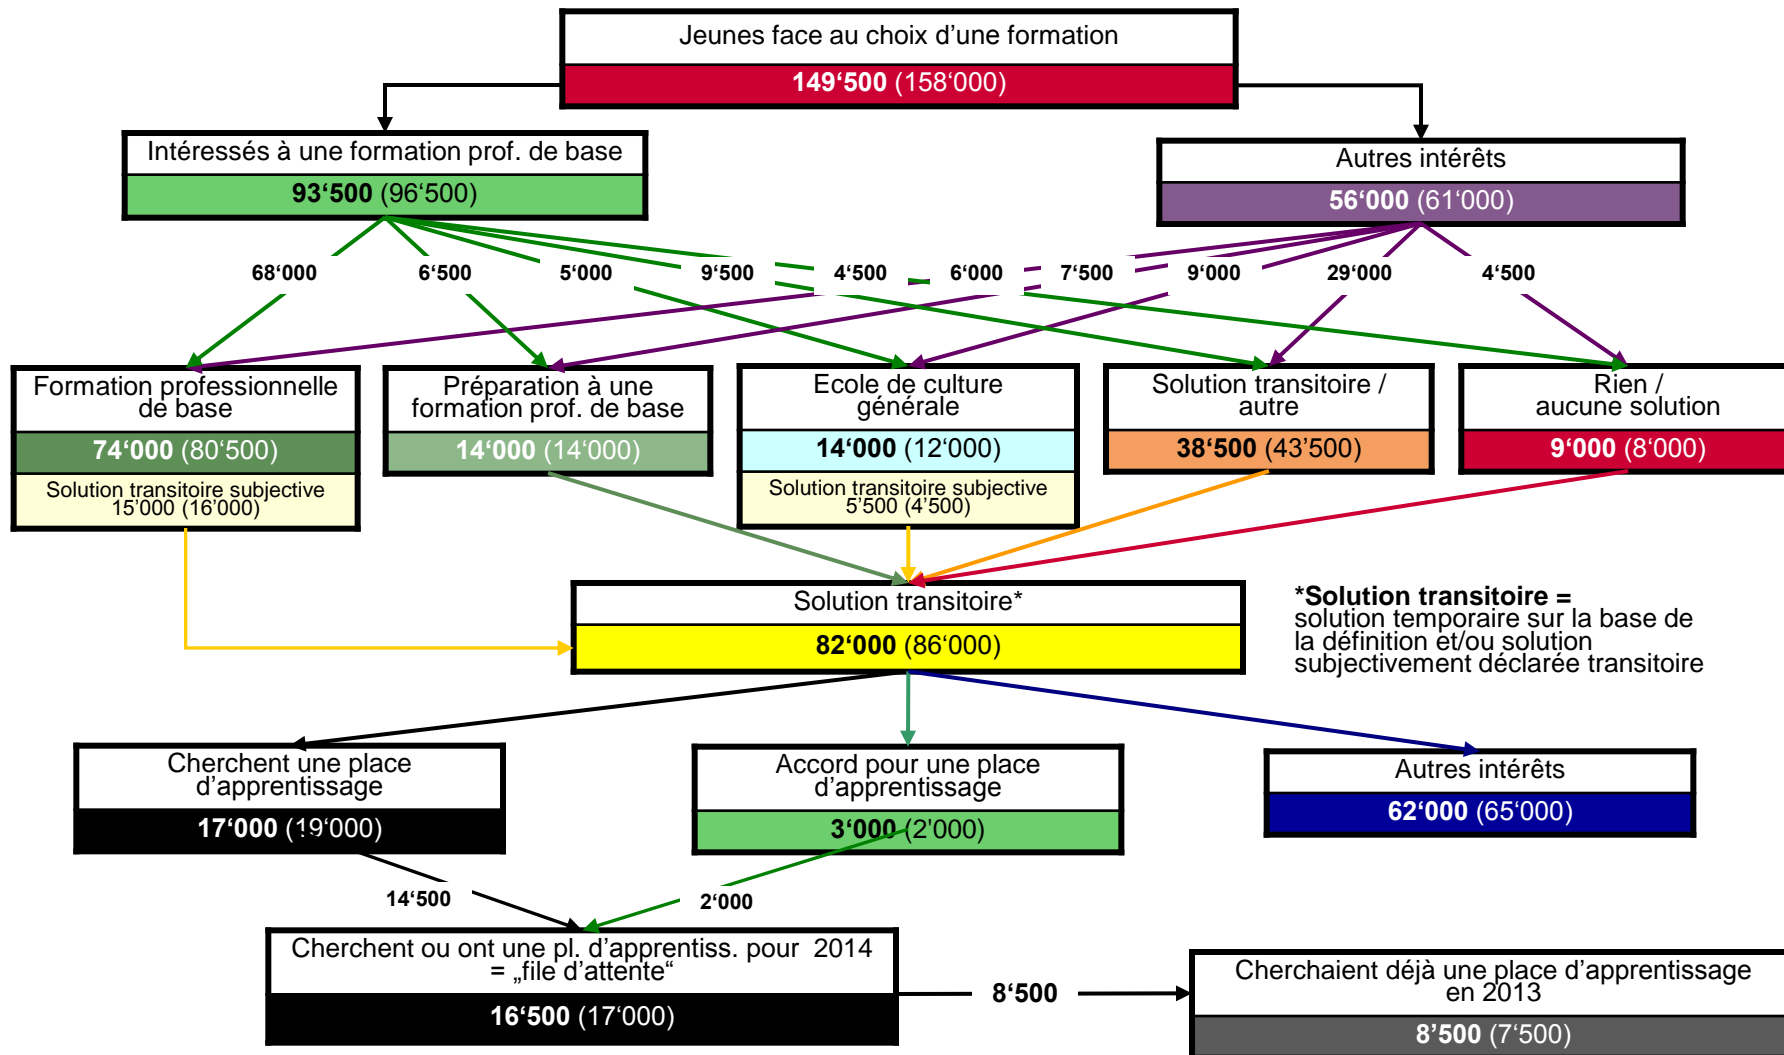 Jeunes face au choix d’une formation
149‘500 (158‘000)
Intéressés à une formation prof. de base
93‘500 (96‘500)
Autres intérêts
56‘000 (61‘000)
68‘000
6‘500
5‘000
9‘500
4‘500
6‘000
7‘500
9‘000
29‘000
4‘500
Formation professionnelle
de base
74‘000 (80’500)
Solution transitoire subjective
15’000 (16’000)
Préparation à une
formation prof. de base
14‘000 (14’000)
Ecole de culture
générale
14‘000 (12’000)
Solution transitoire subjective
5’500 (4’500)
Solution transitoire /
autre
38‘500 (43’500)
Rien /
aucune solution
9‘000 (8’000)
Solution transitoire*
82‘000 (86’000)
*Solution transitoire =
solution temporaire sur la base de
la définition et/ou solution
subjectivement déclarée transitoire
Cherchent une place
d’apprentissage
17‘000 (19‘000)
Accord pour une place
d’apprentissage
3‘000 (2’000)
Autres intérêts
62‘000 (65’000)
14‘500
2‘000
Cherchent ou ont une pl. d’apprentiss. pour 2014
= „file d’attente“
16‘500 (17’000)
8‘500
Cherchaient déjà une place d’apprentissage
en 2013
8’500 (7’500)